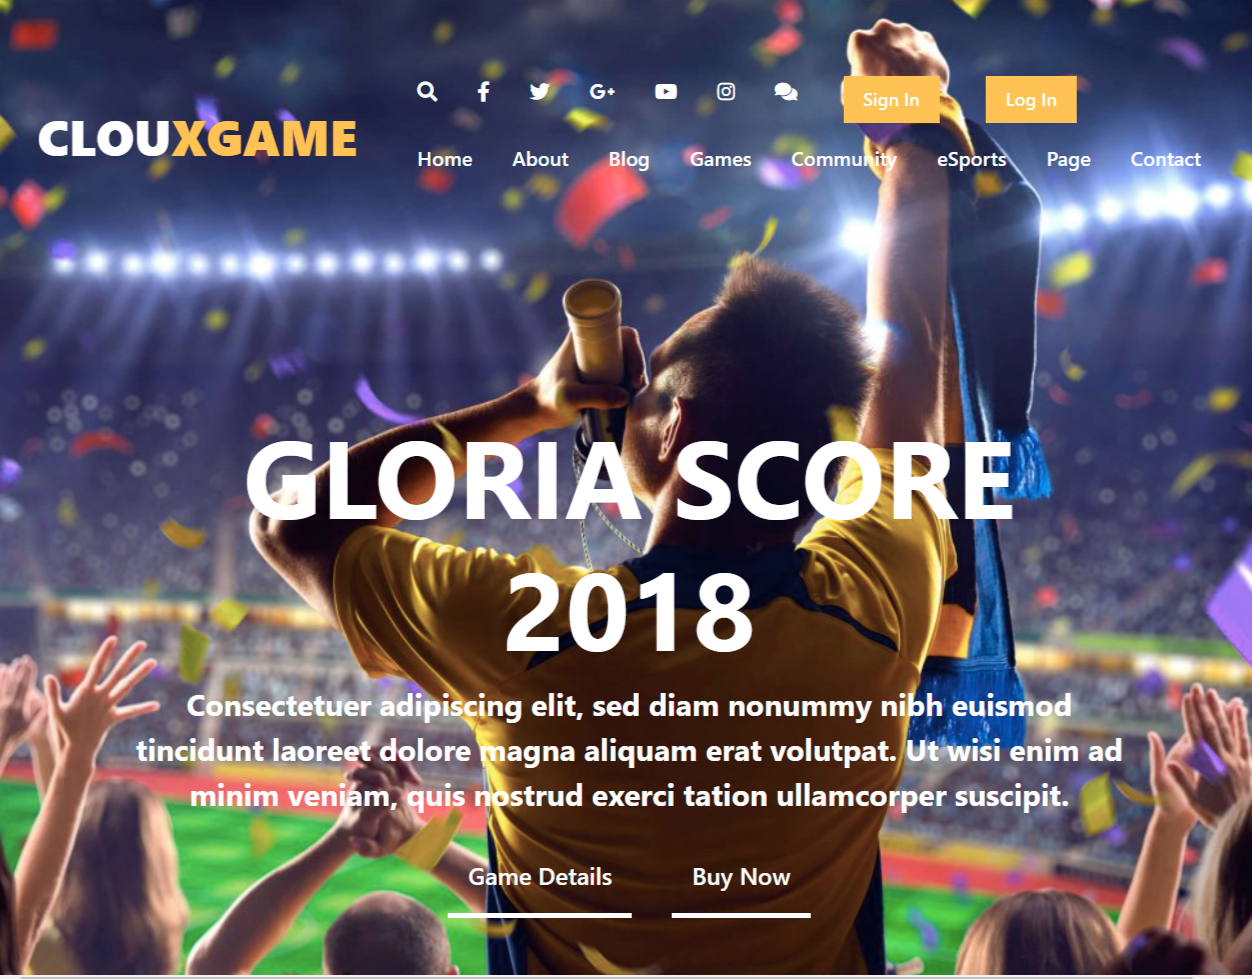 Sign In
Log In
CLOUXGAME
Home About Blog Games Community eSports Page Contact
GLORIA SCORE
2018
Consectetuer adipiscing elit, sed diam nonummy nibh euismod
tincidunt laoreet dolore magna aliquam erat volutpat. Ut wisi enim ad
minim veniam, quis nostrud exerci tation ullamcorper suscipit.
Game Details
Buy Now